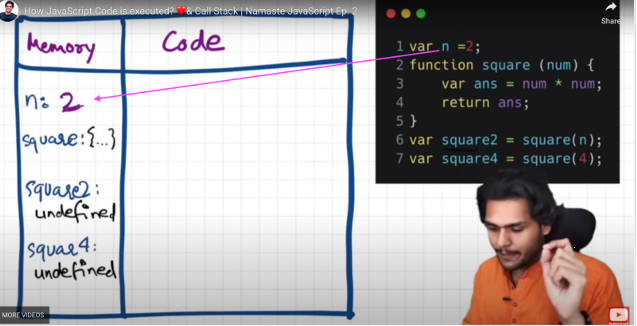 How JavaScript Code is executed? ❤️& Call Stack | Namaste JavaScript Ep. 2
Share
Memory
Code
n: 2
square: {...}
square2:
undefined
squar4:
undefined
1 var n =2;
2 function square (num) {
3 var ans = num * num;
4 return ans;
5 }
6 var square2 = square(n);
7 var square4 = square(4);
MORE VIDEOS